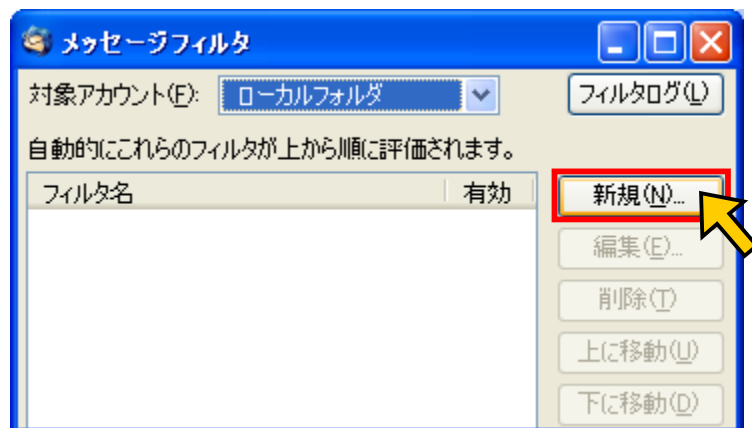 メッセージフィルタ
対象アカウント(F): ローカルフォルダ フィルタログ(L)
自動的にこれらのフィルタが上から順に評価されます。
フィルタ名 有効 新規(N)...
編集(E)...
削除(T)
上に移動(U)
下に移動(D)